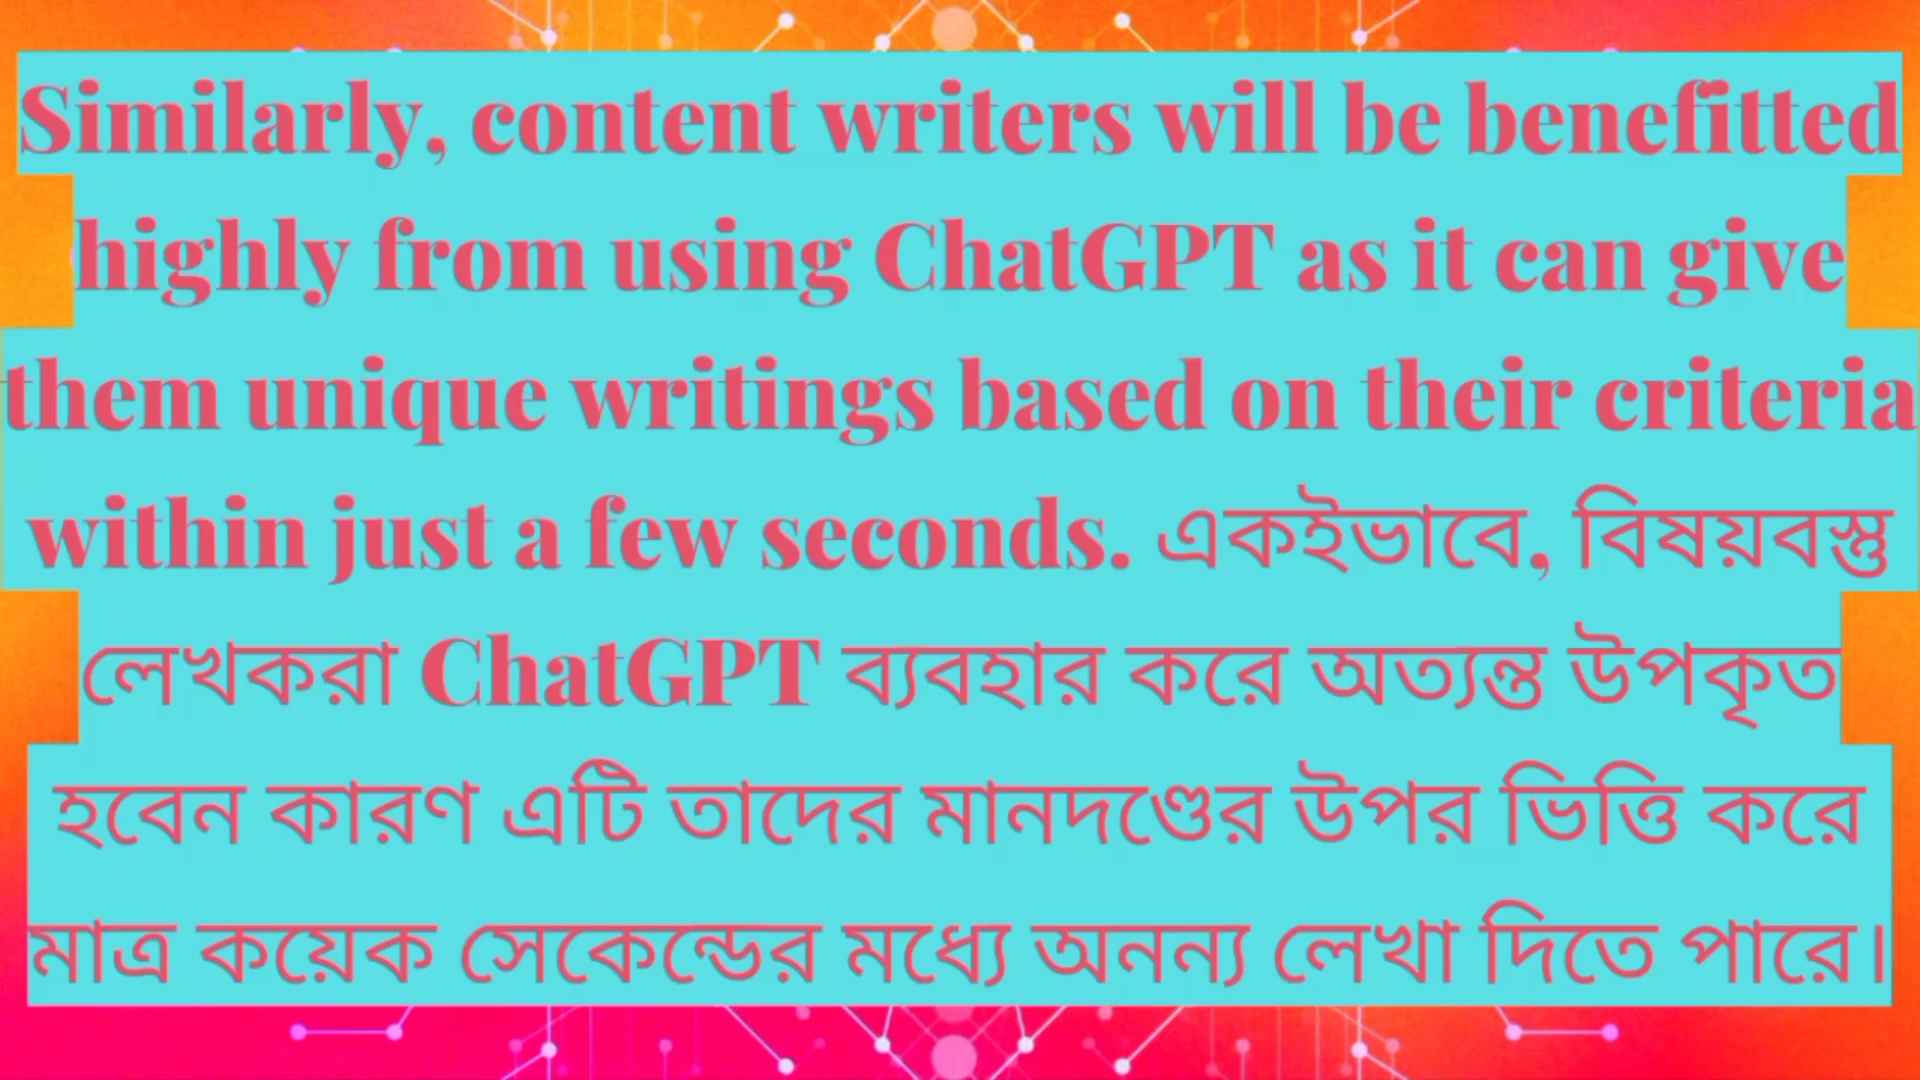 Similarly, content writers will be benefitted
highly from using ChatGPT as it can give
them unique writings based on their criteria
within just a few seconds. একইভাবে, বিষয়বস্তু
লেখকরা ChatGPT ব্যবহার করে অত্যন্ত উপকৃত
হবেন কারণ এটি তাদের মানদণ্ডের উপর ভিত্তি করে
মাত্র কয়েক সেকেন্ডের মধ্যে অনন্য লেখা দিতে পারে।